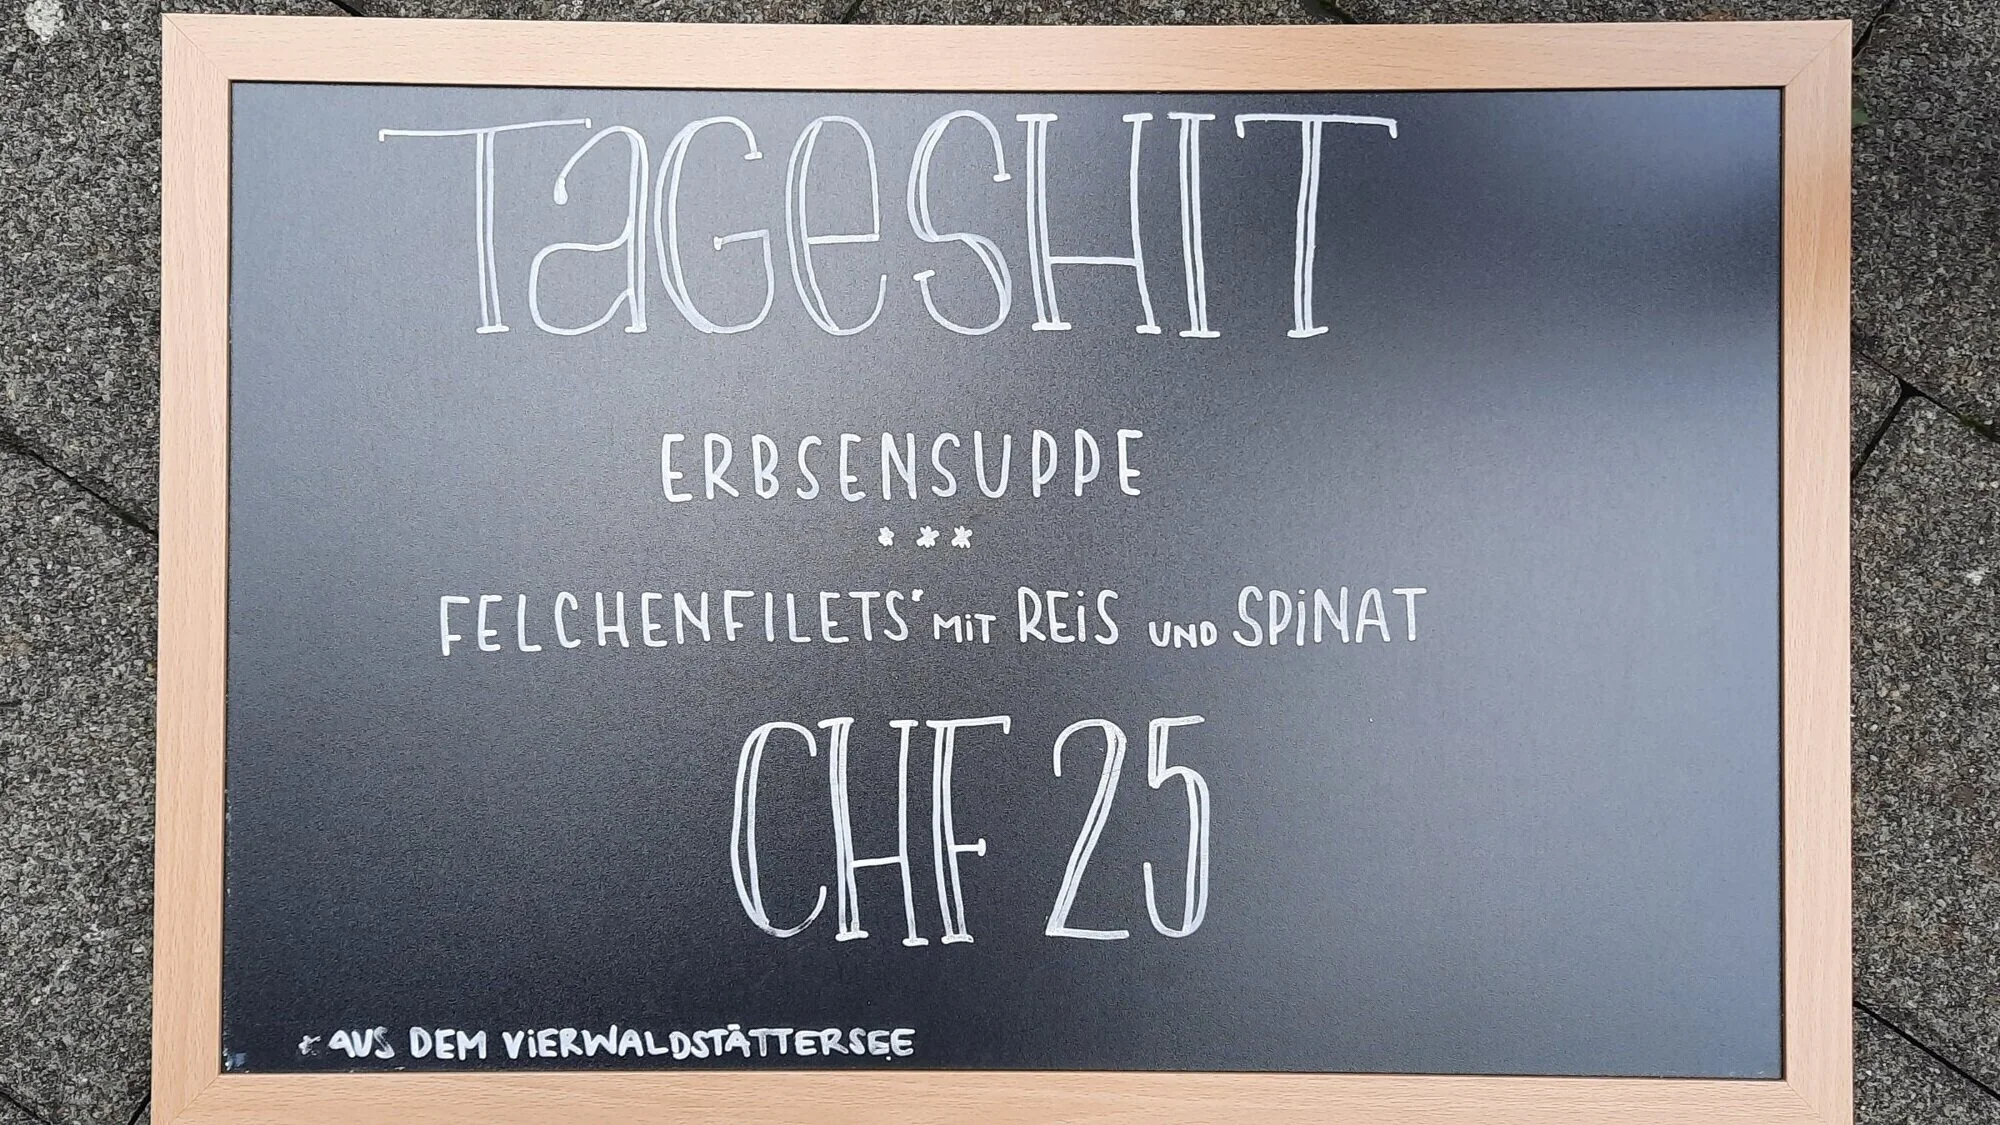 TAGESHIT
ERBSENSUPPE
***
FELCHENFILETS* MIT REIS UND SPINAT
CHF 25
* AUS DEM VIERWALDSTÄTTERSEE